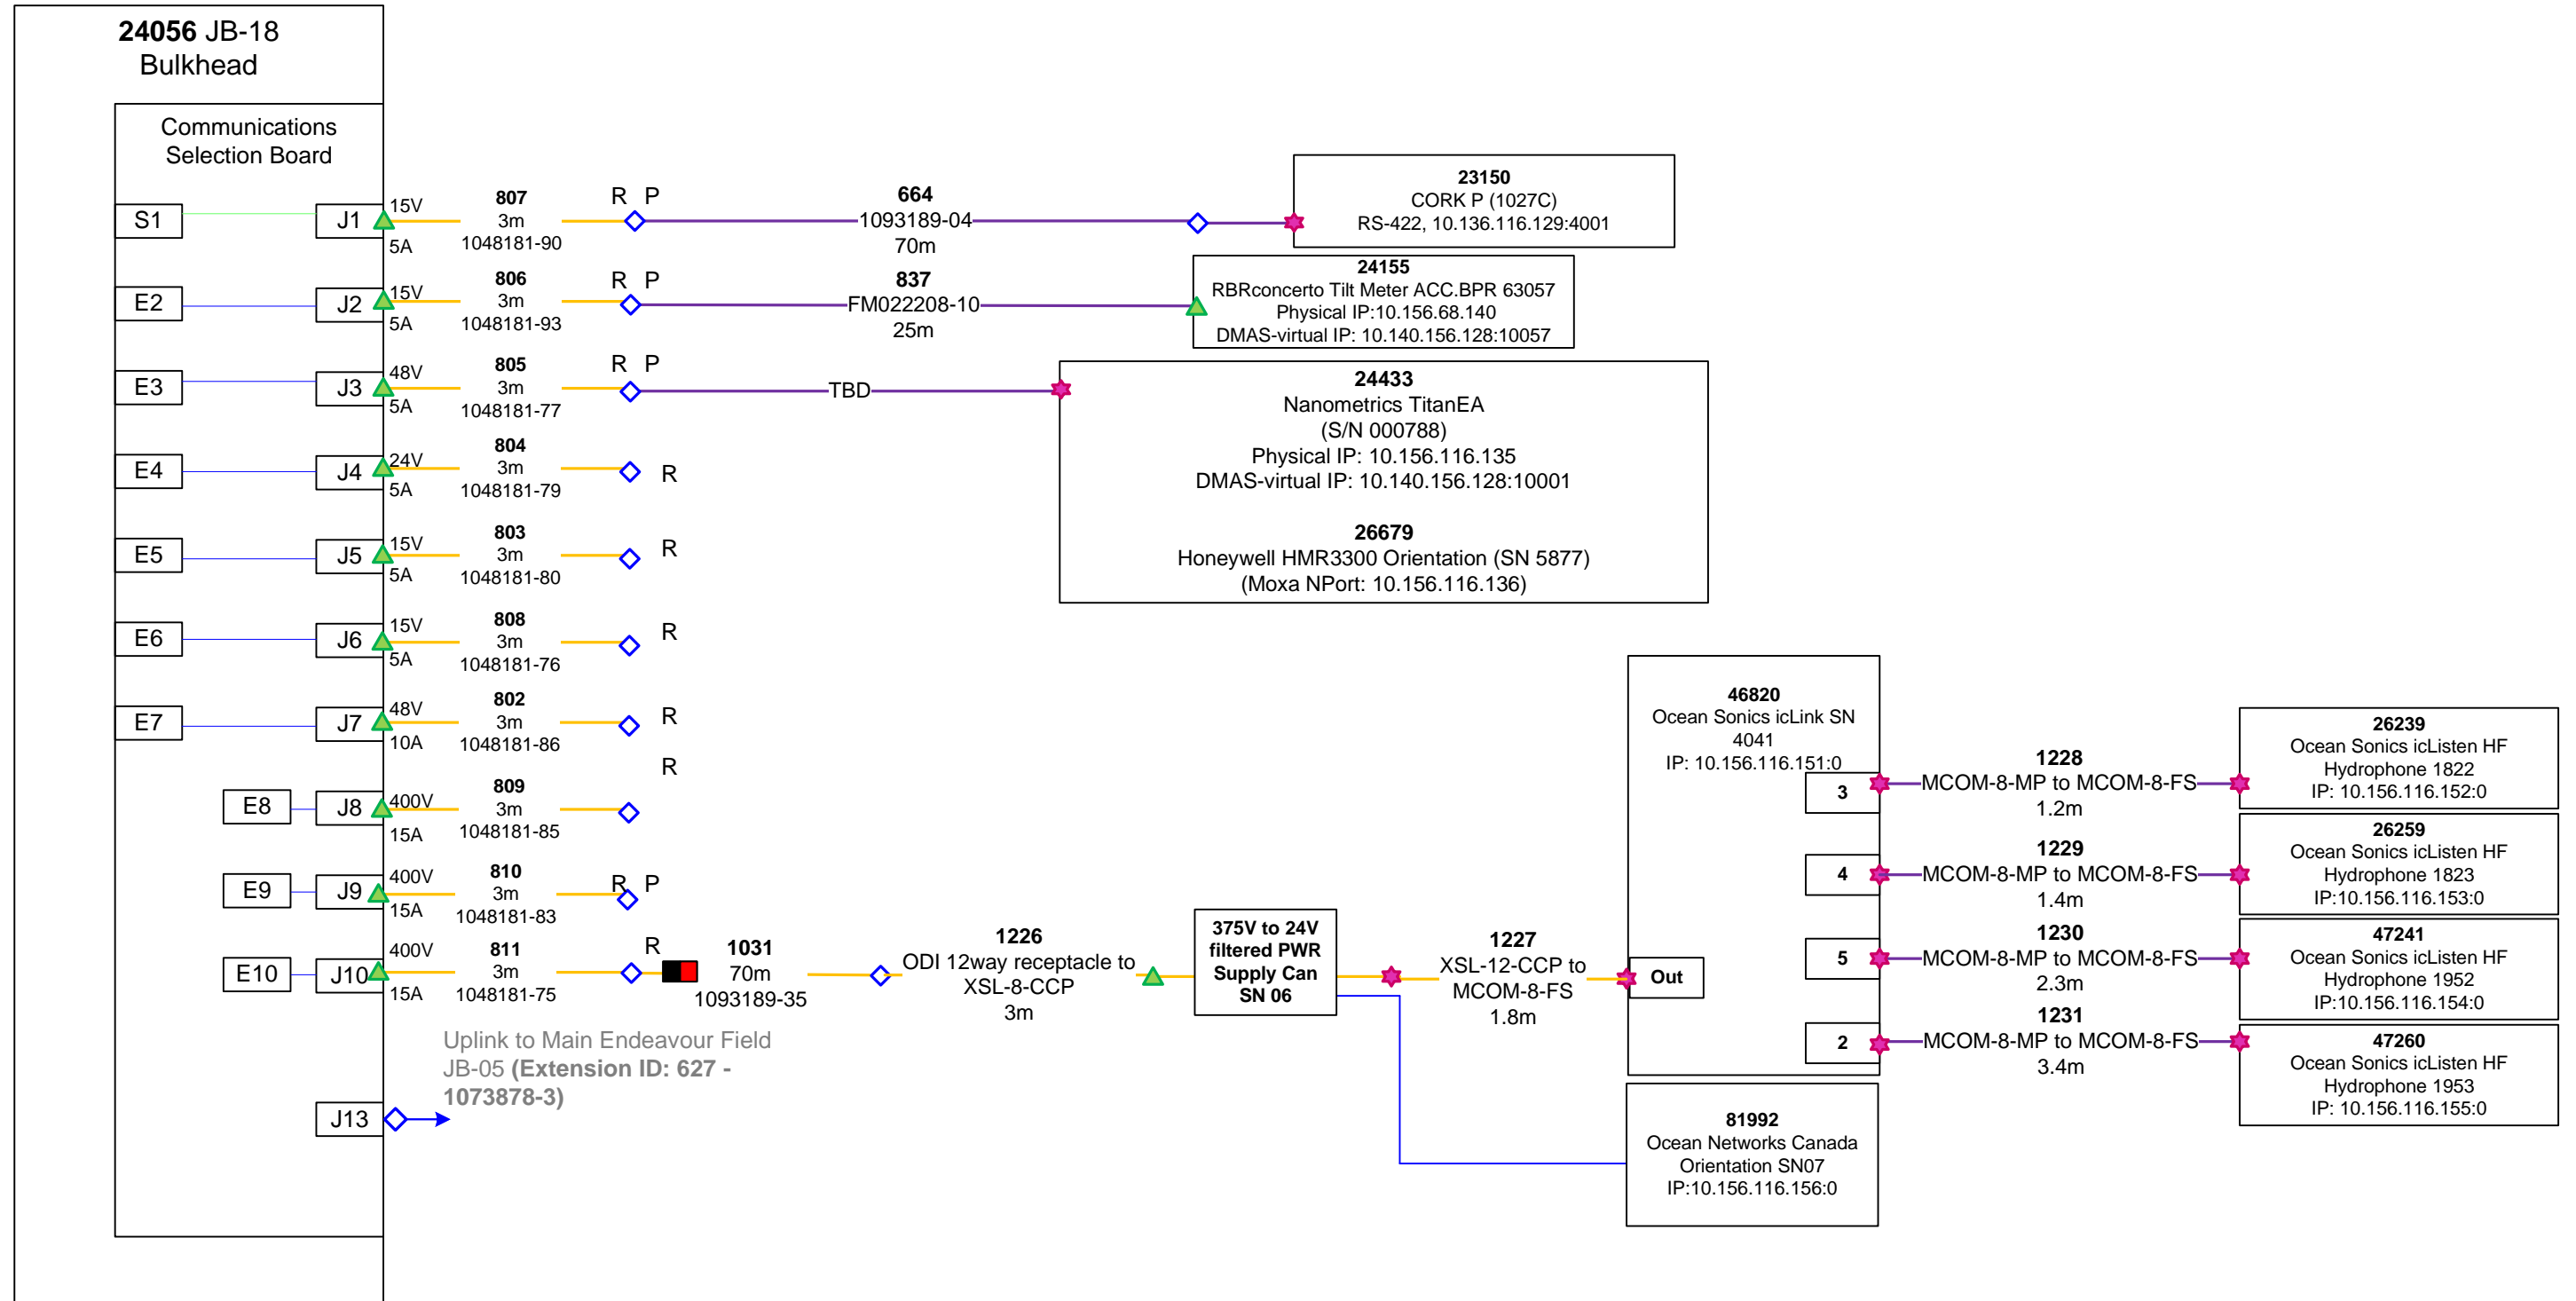 24056 JB-18
Bulkhead
Communications
Selection Board
S1
J1
15V
5A
807
3m
1048181-90
R P
664
1093189-04
70m
23150
CORK P (1027C)
RS-422, 10.136.116.129:4001
E2
J2
15V
5A
806
3m
1048181-93
R P
837
FM022208-10
25m
24155
RBRconcerto Tilt Meter ACC.BPR 63057
Physical IP:10.156.68.140
DMAS-virtual IP: 10.140.156.128:10057
E3
J3
48V
5A
805
3m
1048181-77
R P
TBD
24433
Nanometrics TitanEA
(S/N 000788)
Physical IP: 10.156.116.135
DMAS-virtual IP: 10.140.156.128:10001
26679
Honeywell HMR3300 Orientation (SN 5877)
(Moxa NPort: 10.156.116.136)
E4
J4
24V
5A
804
3m
1048181-79
R
E5
J5
15V
5A
803
3m
1048181-80
R
E6
J6
15V
5A
808
3m
1048181-76
R
E7
J7
48V
10A
802
3m
1048181-86
R
R
E8
J8
400V
15A
809
3m
1048181-85
E9
J9
400V
15A
810
3m
1048181-83
R P
E10
J10
400V
15A
811
3m
1048181-75
R
1031
70m
1093189-35
1226
ODI 12way receptacle to
XSL-8-CCP
3m
375V to 24V
filtered PWR
Supply Can
SN 06
1227
XSL-12-CCP to
MCOM-8-FS
1.8m
46820
Ocean Sonics icLink SN
4041
IP: 10.156.116.151:0
3
4
5
Out
2
1228
MCOM-8-MP to MCOM-8-FS
1.2m
26239
Ocean Sonics icListen HF
Hydrophone 1822
IP: 10.156.116.152:0
1229
MCOM-8-MP to MCOM-8-FS
1.4m
26259
Ocean Sonics icListen HF
Hydrophone 1823
IP:10.156.116.153:0
1230
MCOM-8-MP to MCOM-8-FS
2.3m
47241
Ocean Sonics icListen HF
Hydrophone 1952
IP:10.156.116.154:0
1231
MCOM-8-MP to MCOM-8-FS
3.4m
47260
Ocean Sonics icListen HF
Hydrophone 1953
IP: 10.156.116.155:0
Uplink to Main Endeavour Field
JB-05 (Extension ID: 627 -
1073878-3)
J13
81992
Ocean Networks Canada
Orientation SN07
IP:10.156.116.156:0